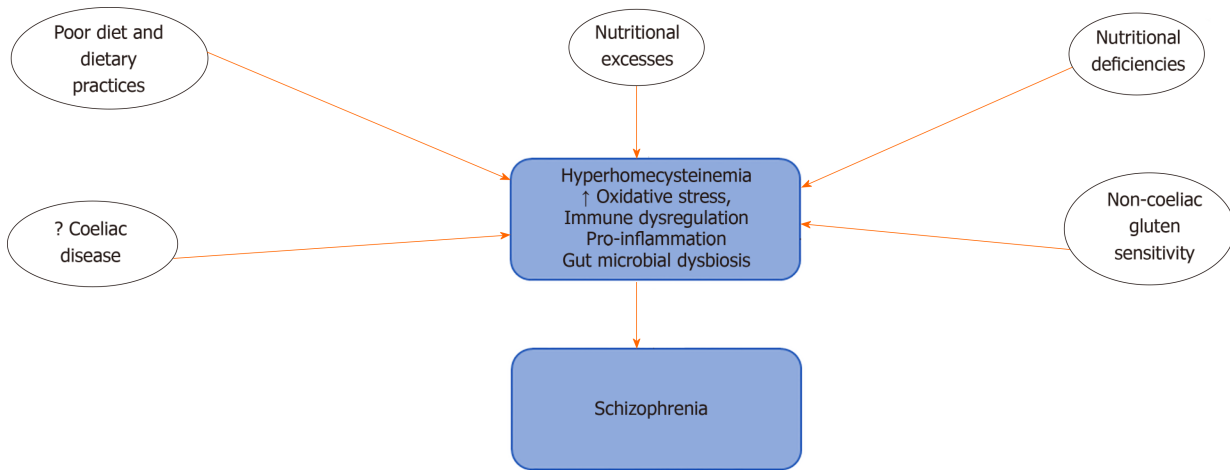 Poor diet and
dietary
practices
Nutritional
excesses
Nutritional
deficiencies
Hyperhomecysteinemia
↑ Oxidative stress,
Immune dysregulation
Pro-inflammation
Gut microbial dysbiosis
? Coeliac
disease
Non-coeliac
gluten
sensitivity
Schizophrenia